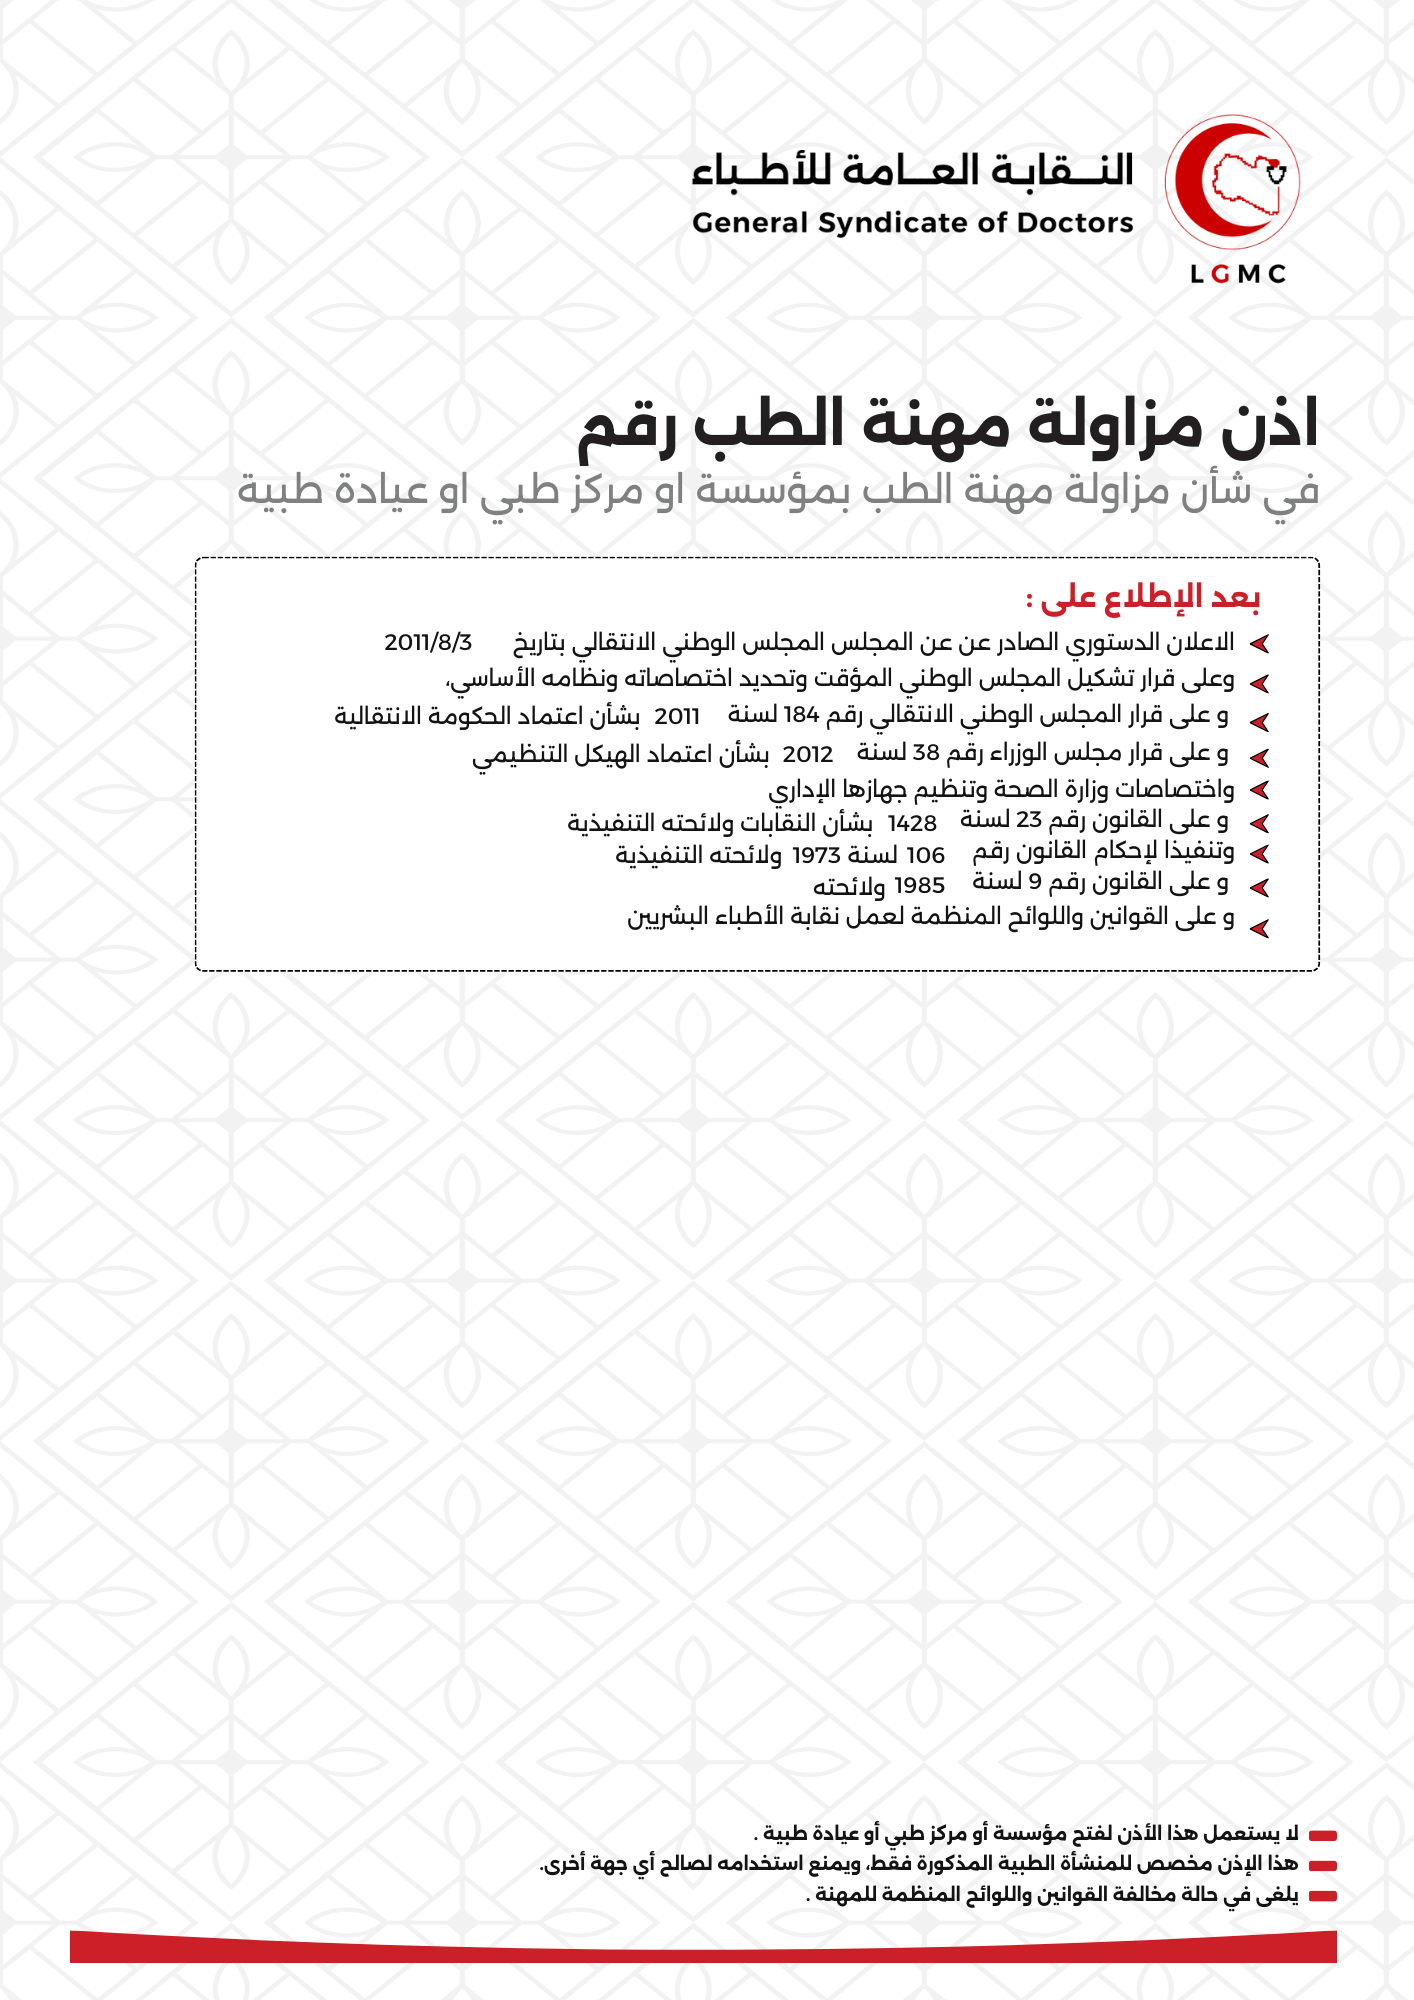 النـقابة العـامة للأطـباء
General Syndicate of Doctors
LGMC
اذن مزاولة مهنة الطب رقم
في شأن مزاولة مهنة الطب بمؤسسة او مركز طبي او عيادة طبية
بعد الإطلاع على :
الاعلان الدستوري الصادر عن عن المجلس المجلس الوطني الانتقالي بتاريخ 2011/8/3
وعلى قرار تشكيل المجلس الوطني المؤقت وتحديد اختصاصاته ونظامه الأساسي،
و على قرار المجلس الوطني الانتقالي رقم 184 لسنة 2011 بشأن اعتماد الحكومة الانتقالية
و على قرار مجلس الوزراء رقم 38 لسنة 2012 بشأن اعتماد الهيكل التنظيمي
واختصاصات وزارة الصحة وتنظيم جهازها الإداري
و على القانون رقم 23 لسنة 1428 بشأن النقابات ولائحته التنفيذية
وتنفيذا لإحكام القانون رقم 106 لسنة 1973 ولائحته التنفيذية
و على القانون رقم 9 لسنة 1985 ولائحته
و على القوانين واللوائح المنظمة لعمل نقابة الأطباء البشريين
لا يستعمل هذا الأذن لفتح مؤسسة أو مركز طبي أو عيادة طبية .
هذا الإذن مخصص للمنشأة الطبية المذكورة فقط، ويمنع استخدامه لصالح أي جهة أخرى.
يلغى في حالة مخالفة القوانين واللوائح المنظمة للمهنة .